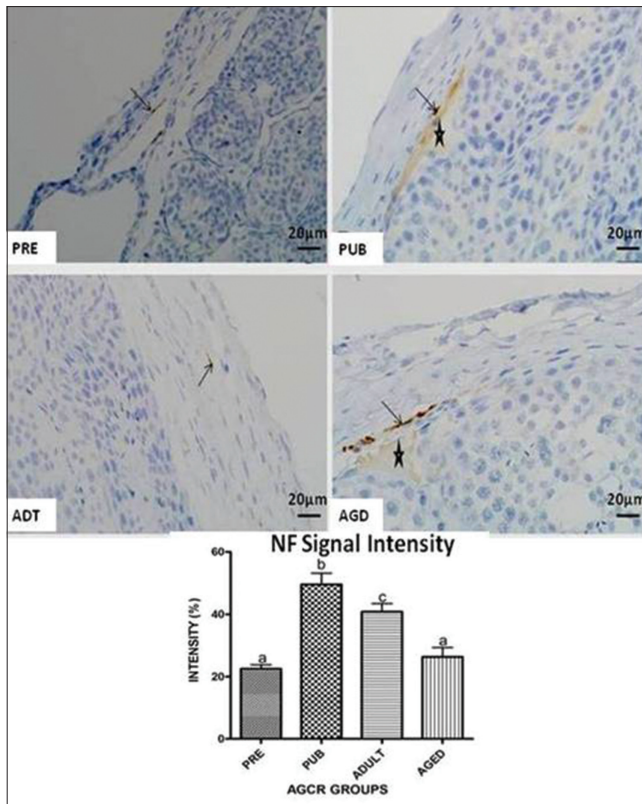 PRE
20µm
PUB
20µm
ADT
20µm
AGD
20µm
NF Signal Intensity
60
40
20
0
INTENSITY (%)
a
b
c
a
PRE
PUB
ADULT
AGED
AGCR GROUPS